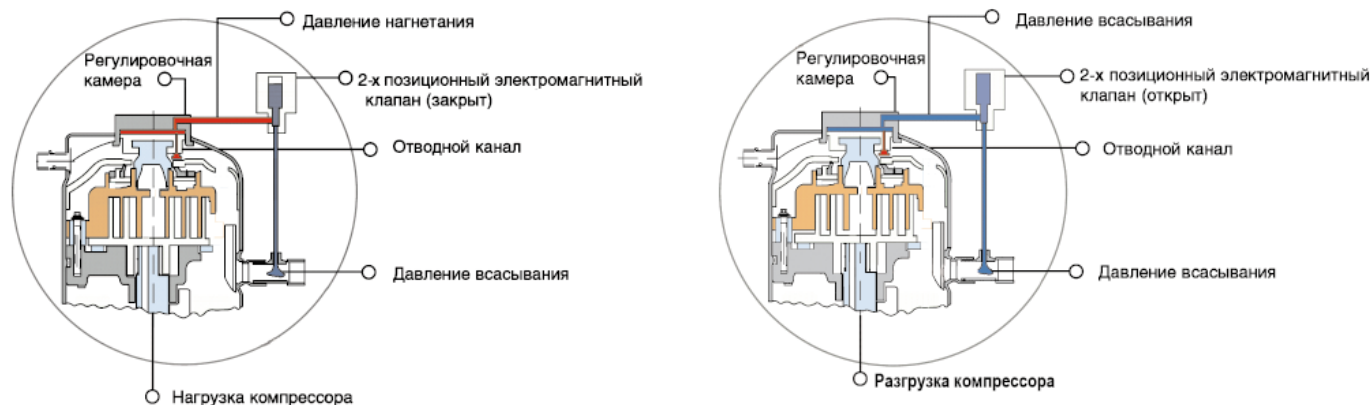 Давление нагнетания
Регулировочная
камера
2-х позиционный электромагнитный
клапан (закрыт)
Отводной канал
Давление всасывания
Нагрузка компрессора
Давление всасывания
Регулировочная
камера
2-х позиционный электромагнитный
клапан (открыт)
Отводной канал
Давление всасывания
Разгрузка компрессора